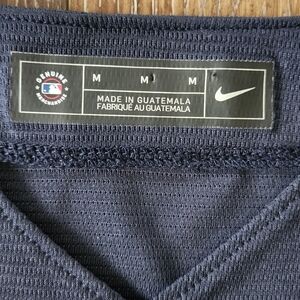 GENUINE
MERCHANDISE
M M M
MADE IN GUATEMALA
FABRIQUÉ AU GUATEMALA